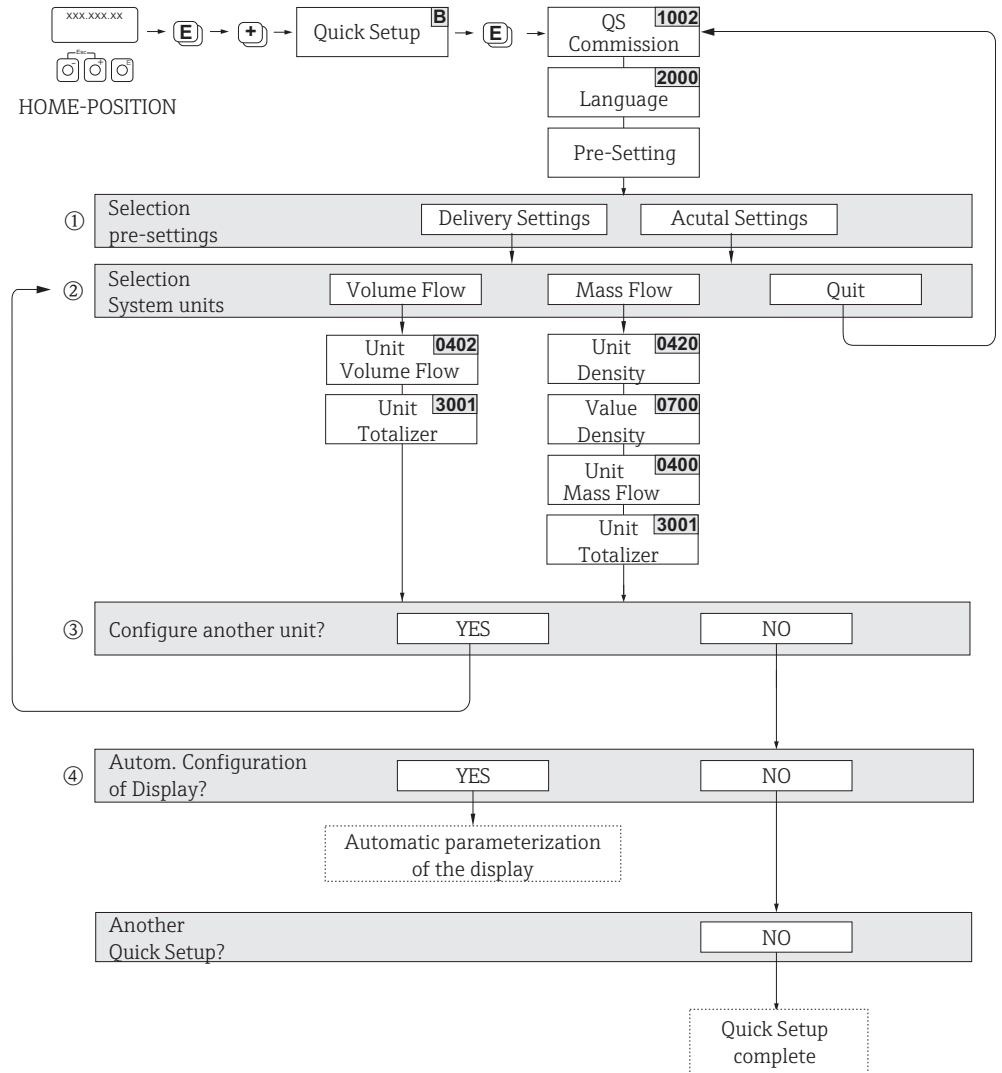 xxx.xxx.xx
Esc
- + E
HOME-POSITION
E
+
Quick Setup
B
E
QS 1002
Commission
2000
Language
Pre-Setting
① Selection
pre-settings
Delivery Settings
Acutal Settings
② Selection
System units
Volume Flow
Mass Flow
Quit
Unit 0402
Volume Flow
Unit 3001
Totalizer
Unit 0420
Density
Value 0700
Density
Unit 0400
Mass Flow
Unit 3001
Totalizer
③ Configure another unit?
YES
NO
④ Autom. Configuration
of Display?
YES
NO
Automatic parameterization
of the display
Another
Quick Setup?
NO
Quick Setup
complete